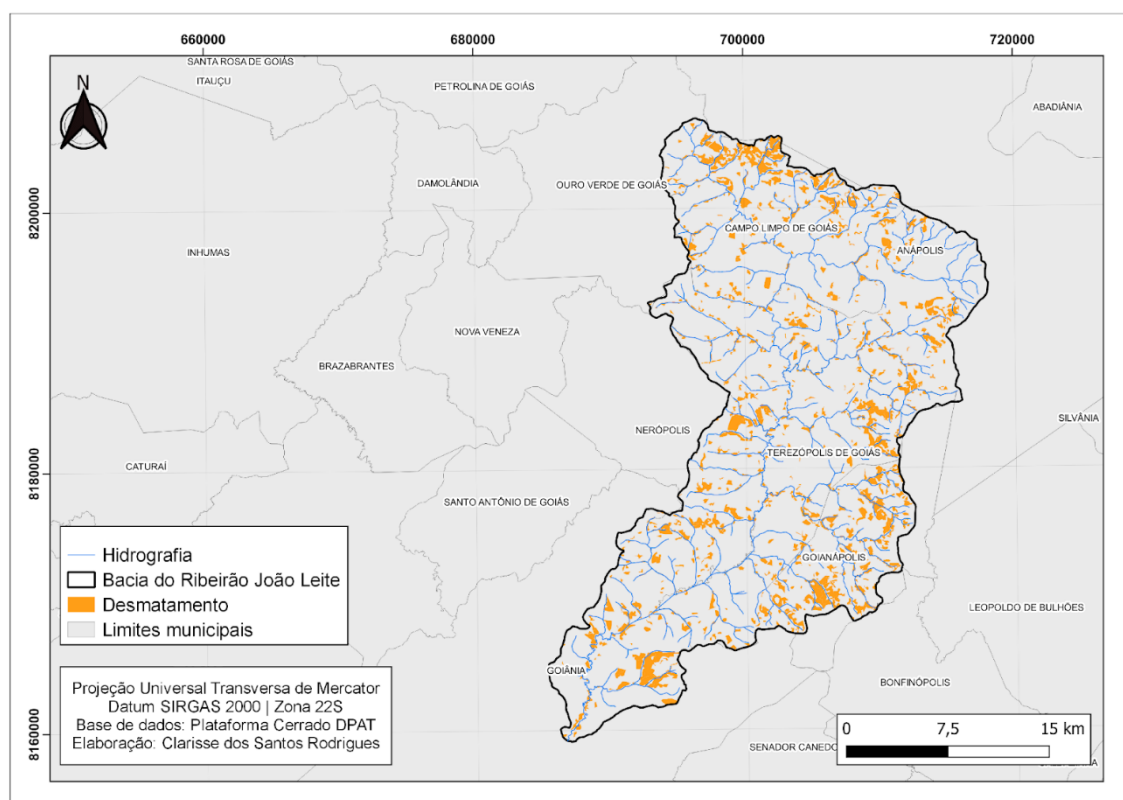 660000
680000
700000
720000
SANTA ROSA DE GOIÁS
ITAUÇU
PETROLINA DE GOIÁS
N
ABADIÂNIA
8200000
DAMOLÂNDIA
OURO VERDE DE GOIÁS
CAMPO LIMPO DE GOIÁS
INHUMAS
ANÁPOLIS
NOVA VENEZA
BRAZABRANTES
SILVÂNIA
NERÓPOLIS
TEREZÓPOLIS DE GOIÁS
8180000
CATURAÍ
SANTO ANTÔNIO DE GOIÁS
GOIANÁPOLIS
LEOPOLDO DE BULHÕES
GOIÂNIA
BONFINÓPOLIS
8160000
SENADOR CANEDO
Hidrografia
Bacia do Ribeirão João Leite
Desmatamento
Limites municipais
Projeção Universal Transversa de Mercator
Datum SIRGAS 2000 | Zona 22S
Base de dados: Plataforma Cerrado DPAT
Elaboração: Clarisse dos Santos Rodrigues
0 7,5 15 km